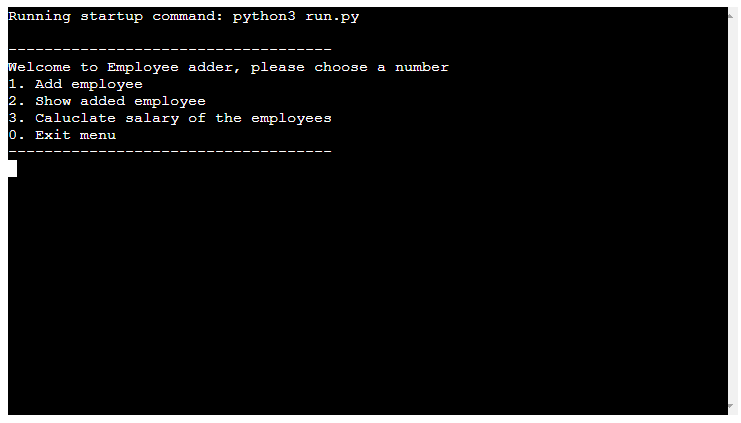 Running startup command: python3 run.py
------------------------------------
Welcome to Employee adder, please choose a number
1. Add employee
2. Show added employee
3. Caluclate salary of the employees
0. Exit menu
------------------------------------